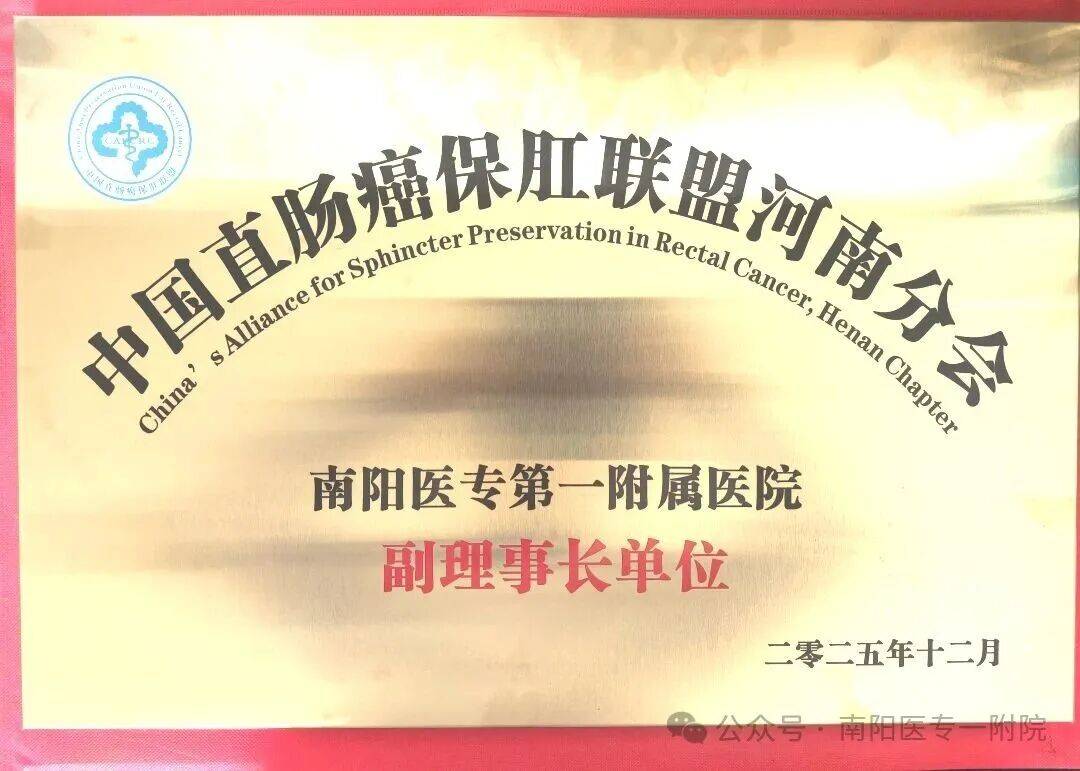 中国直肠癌保肛联盟河南分会
China’s Alliance for Sphincter Preservation in Rectal Cancer, Henan Chapter
南阳医专第一附属医院
副理事长单位
二零二五年十二月
公众号 · 南阳医专一附院